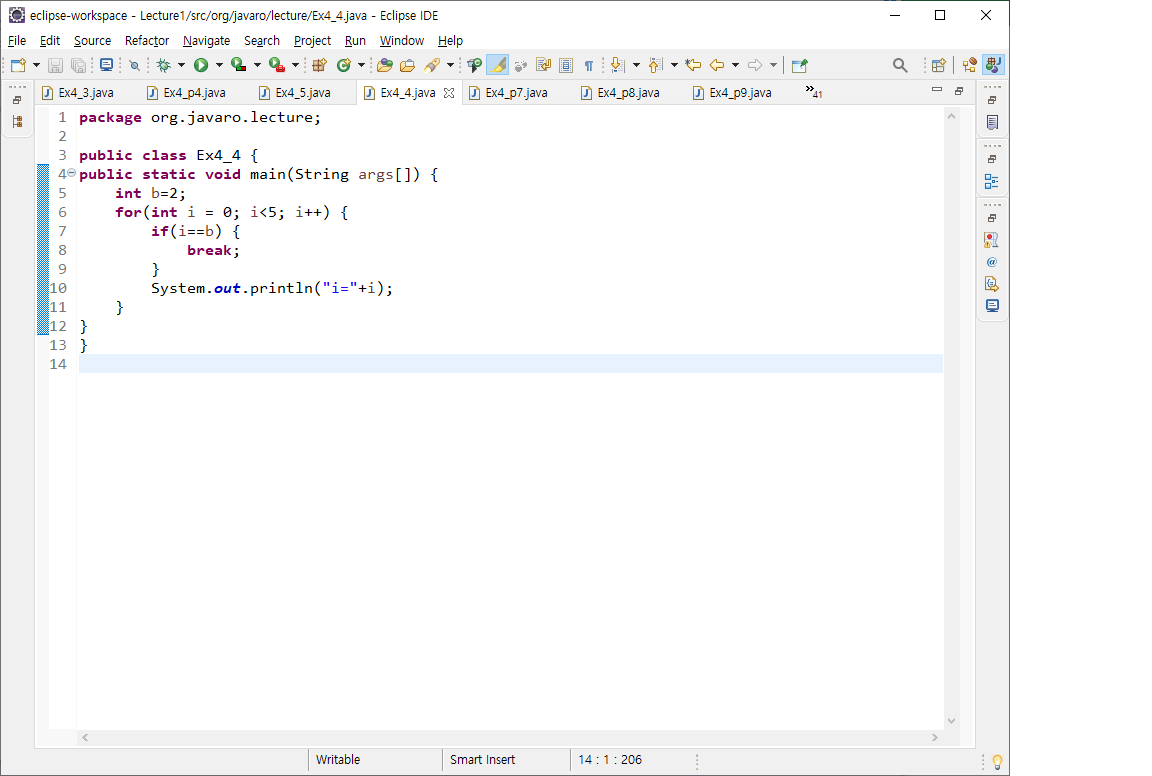 eclipse-workspace - Lecture1/src/org/javaro/lecture/Ex4_4.java - Eclipse IDE
File Edit Source Refactor Navigate Search Project Run Window Help
Ex4_3.java Ex4_p4.java Ex4_5.java Ex4_4.java Ex4_p7.java Ex4_p8.java Ex4_p9.java »41
1 package org.javaro.lecture;
2
3 public class Ex4_4 {
4 public static void main(String args[]) {
5     int b=2;
6     for(int i = 0; i<5; i++) {
7         if(i==b) {
8             break;
9         }
10         System.out.println("i="+i);
11     }
12 }
13 }
14
Writable Smart Insert 14 : 1 : 206